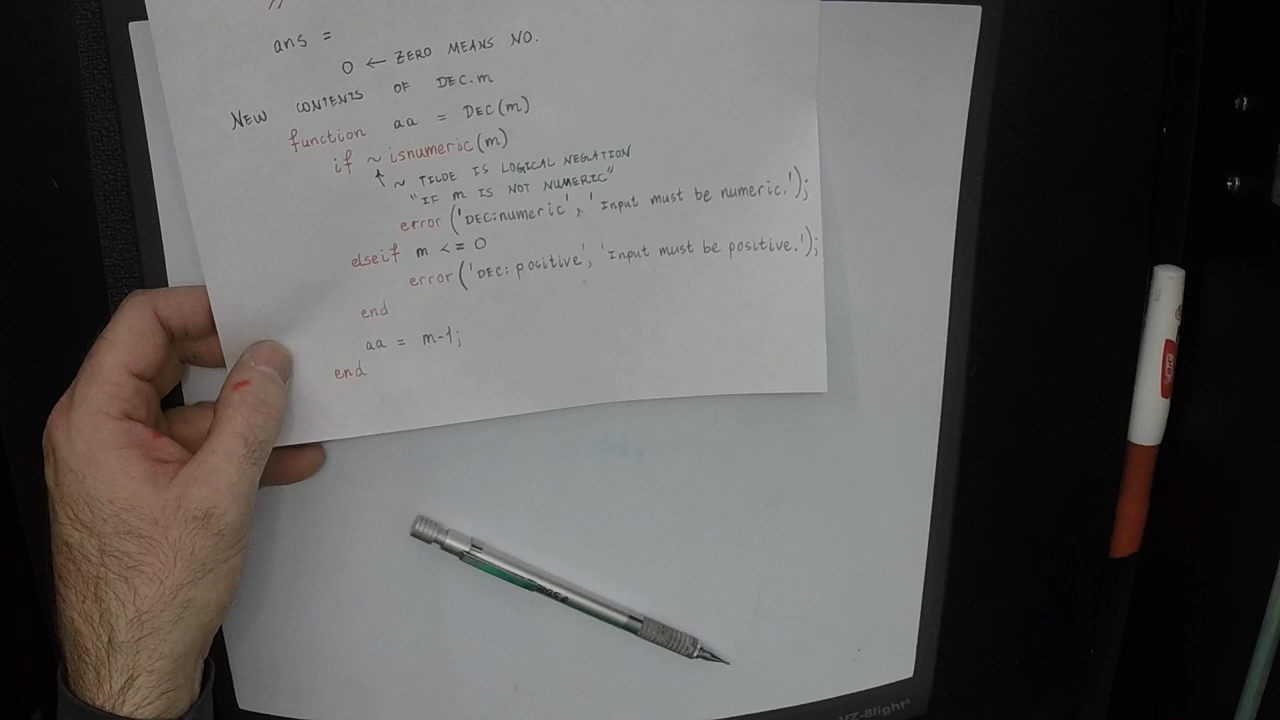 ans =
0 ← ZERO MEANS NO.
NEW CONTENTS OF DEC.m
function aa = DEC(m)
if ~isnumeric(m)
↑ ~ TILDE IS LOGICAL NEGATION
"IF m IS NOT NUMERIC"
error('DEC:numeric', 'Input must be numeric.');
elseif m <= 0
error('DEC: positive', 'Input must be positive.');
end
aa = m-1;
end
VZ-8light³